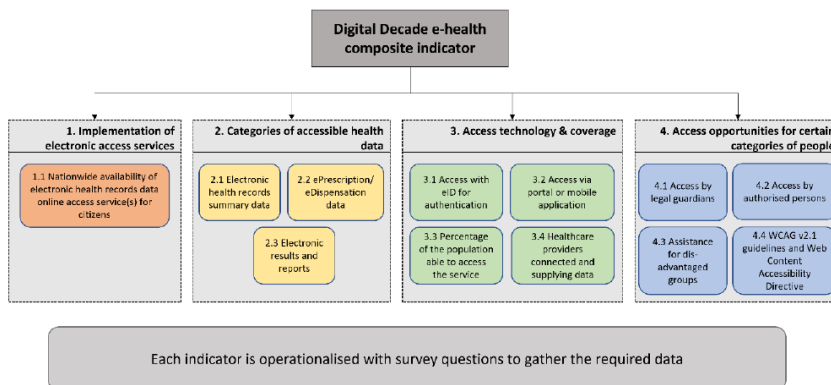 Digital Decade e-health
composite indicator
1. Implementation of
electronic access services
1.1 Nationwide availability of
electronic health records data
online access service(s) for
citizens
2. Categories of accessible health
data
2.1 Electronic
health records
summary data
2.2 ePrescription/
eDispensation
data
2.3 Electronic
results and
reports
3. Access technology & coverage
3.1 Access with
eID for
authentication
3.2 Access via
portal or mobile
application
3.3 Percentage
of the population
able to access
the service
3.4 Healthcare
providers
connected and
supplying data
4. Access opportunities for certain
categories of people
4.1 Access by
legal guardians
4.2 Access by
authorised persons
4.3 Assistance
for dis-
advantaged
groups
4.4 WCAG v2.1
guidelines and Web
Content
Accessibility
Directive
Each indicator is operationalised with survey questions to gather the required data